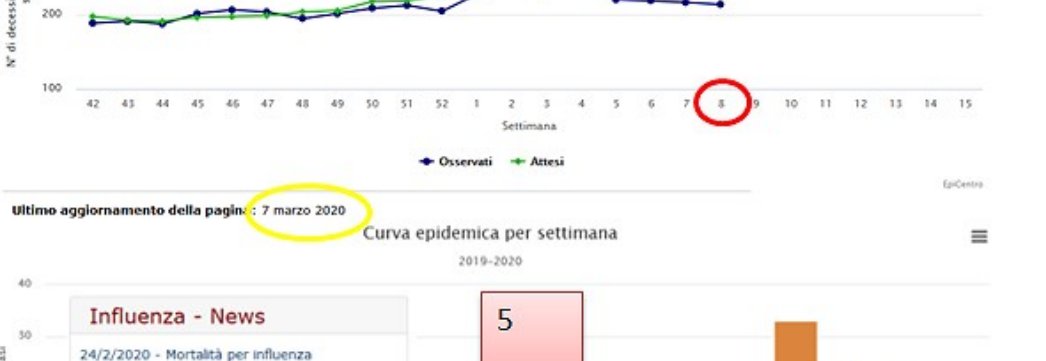 N° di decessi
200
100
42 43 44 45 46 47 48 49 50 51 52 1 2 3 4 5 6 7 8 9 10 11 12 13 14 15
Settimana
Osservati Attesi
EpiCentro
Ultimo aggiornamento della pagina: 7 marzo 2020
Curva epidemica per settimana
2019-2020
40
Influenza - News
5
30
24/2/2020 - Mortalità per influenza